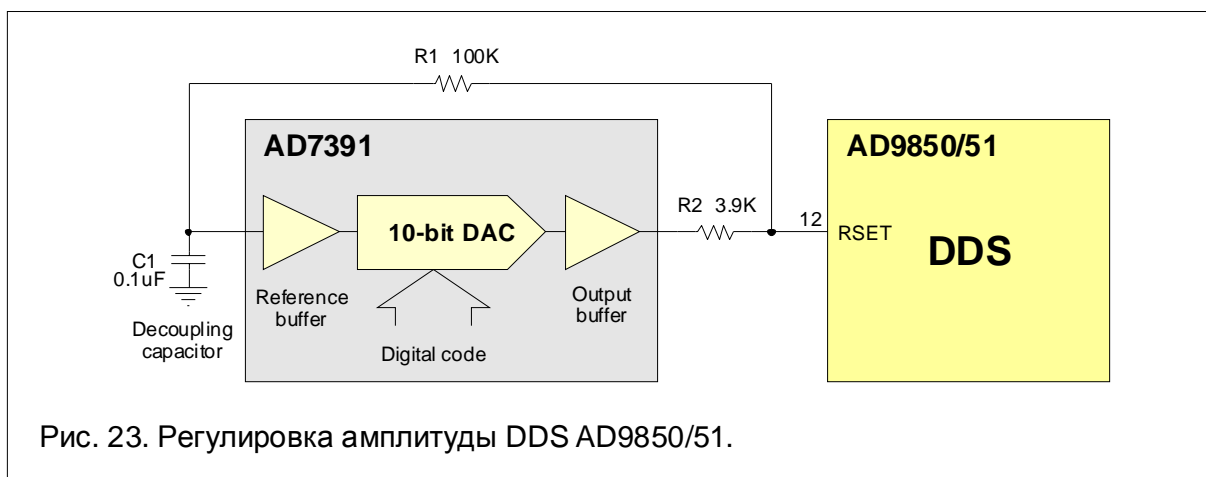 R1 100K
AD7391
AD9850/51
R2 3.9K
12
RSET
10-bit DAC
DDS
C1
0.1uF
Reference
buffer
Output
buffer
Decoupling
capacitor
Digital code
Рис. 23. Регулировка амплитуды DDS AD9850/51.